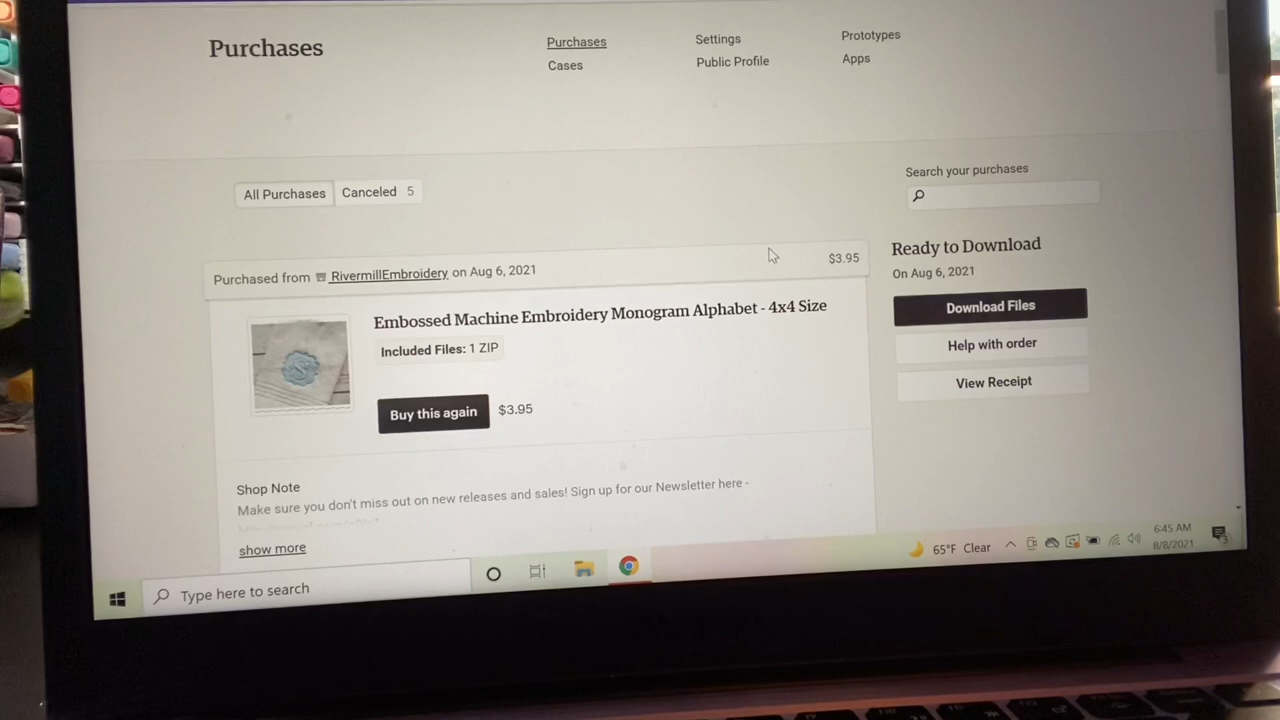 Purchases
Purchases
Settings
Prototypes
Cases
Public Profile
Apps
All Purchases
Canceled 5
Search your purchases
Purchased from RivermillEmbroidery on Aug 6, 2021
$3.95
Embossed Machine Embroidery Monogram Alphabet - 4x4 Size
Included Files: 1 ZIP
Buy this again
$3.95
Shop Note
Make sure you don't miss out on new releases and sales! Sign up for our Newsletter here -
show more
Ready to Download
On Aug 6, 2021
Download Files
Help with order
View Receipt
Type here to search
65°F Clear
6:45 AM
8/8/2021